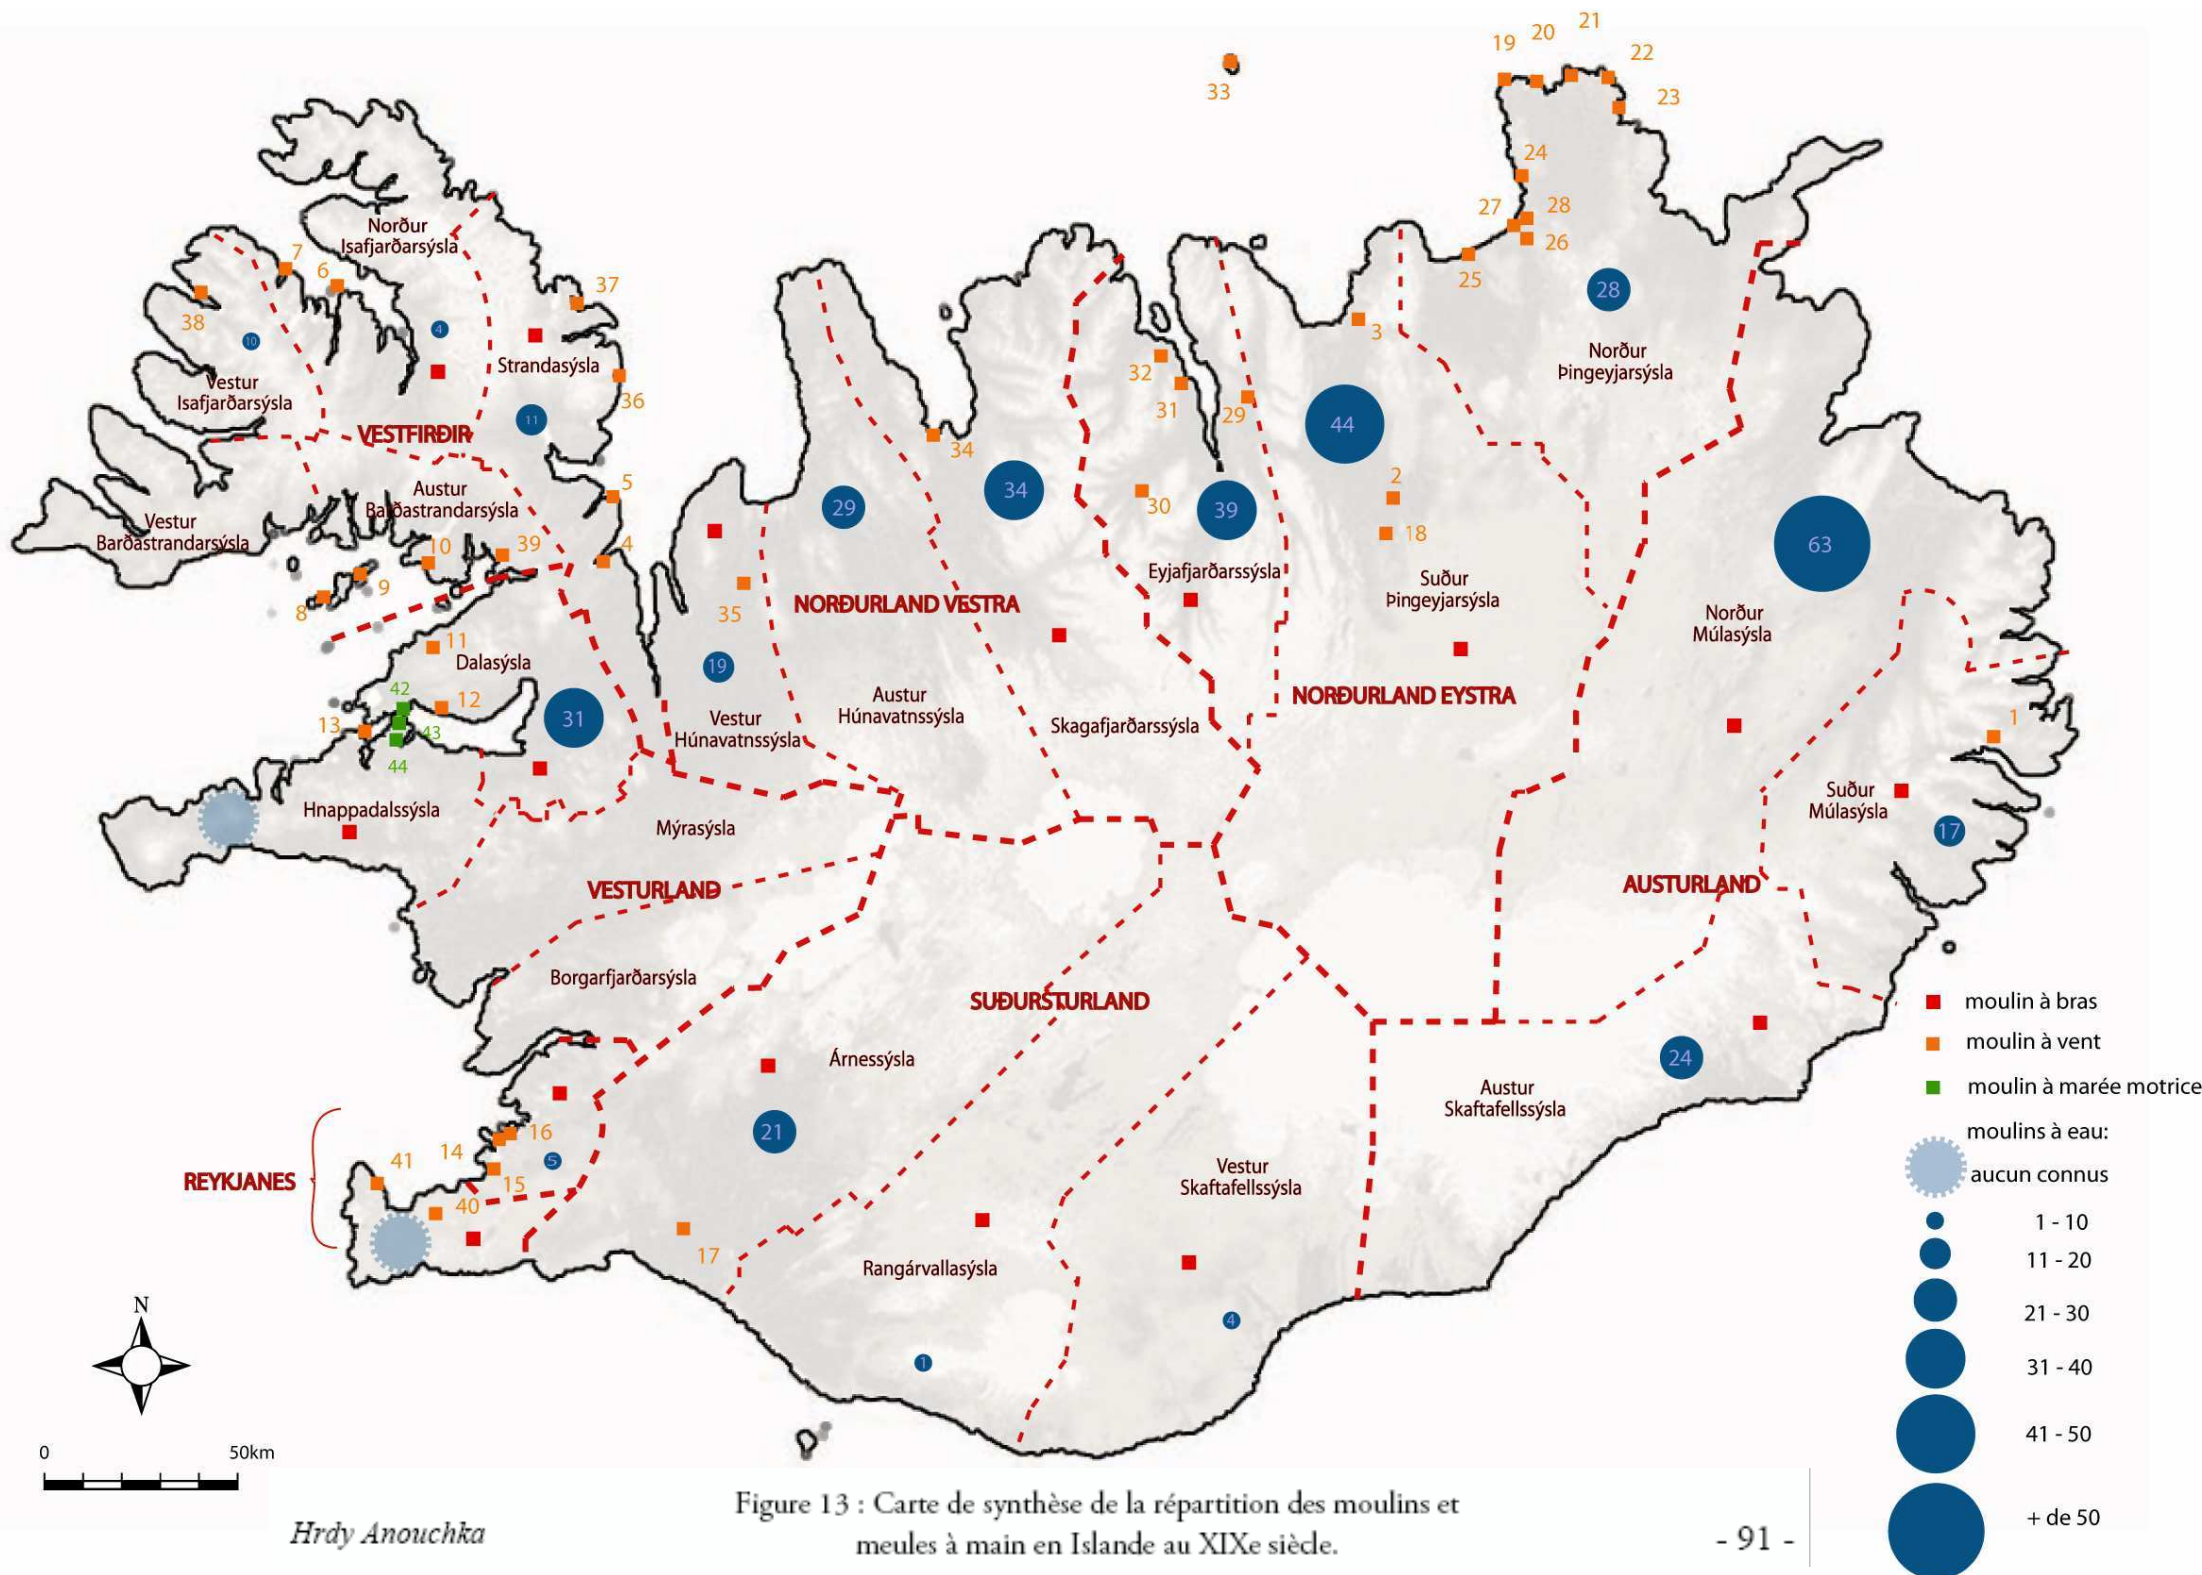 19
20
21
22
23
33
24
27
28
26
25
Norður
Isafjarðarsýsla
7
6
37
38
10
4
28
3
Strandasýsla
Norður
Þingeyjarsýsla
32
36
Vestur
Isafjarðarsýsla
31
29
11
44
VESTFIRÐIR
34
5
Austur
Barðastrandarsýsla
29
34
30
39
2
Vestur
Barðastrandarsýsla
18
10
39
4
63
Eyjafjarðarssýsla
Suður
Þingeyjarsýsla
9
8
35
NORÐURLAND VESTRA
Norður
Múlasýsla
11
Dalasýsla
19
42
12
NORÐURLAND EYSTRA
Austur
Húnavatnssýsla
13
43
31
Vestur
Húnavatnssýsla
Skagafjarðarssýsla
1
44
Hnappadalssýsla
Suður
Múlasýsla
Mýrasýsla
17
VESTURLAND
AUSTURLAND
Borgarfjarðarsýsla
SUÐURSTURLAND
moulin à bras
moulin à vent
Árnessýsla
24
Austur
Skaftafellssýsla
moulin à marée motrice
16
21
moulins à eau:
14
5
41
REYKJANES
15
Vestur
Skaftafellssýsla
aucun connus
40
1 - 10
17
Rangárvallasýsla
11 - 20
21 - 30
N
4
1
31 - 40
41 - 50
0 50km
+ de 50
Figure 13 : Carte de synthèse de la répartition des moulins et
meules à main en Islande au XIXe siècle.
Hrdy Anouchka
- 91 -